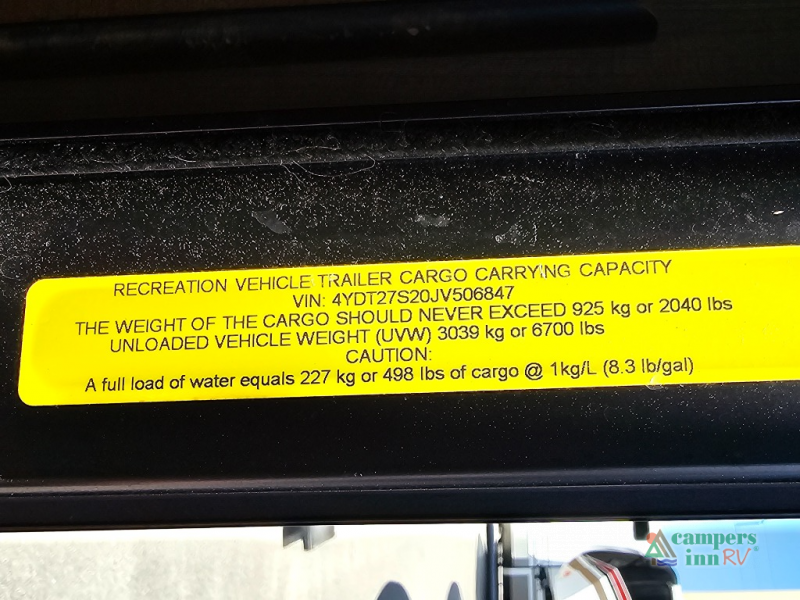 RECREATION VEHICLE TRAILER CARGO CARRYING CAPACITY
VIN: 4YDT27S20JV506847
THE WEIGHT OF THE CARGO SHOULD NEVER EXCEED 925 kg or 2040 lbs
UNLOADED VEHICLE WEIGHT (UVW) 3039 kg or 6700 lbs
CAUTION:
A full load of water equals 227 kg or 498 lbs of cargo @ 1kg/L (8.3 lb/gal)
campers
inn RV®